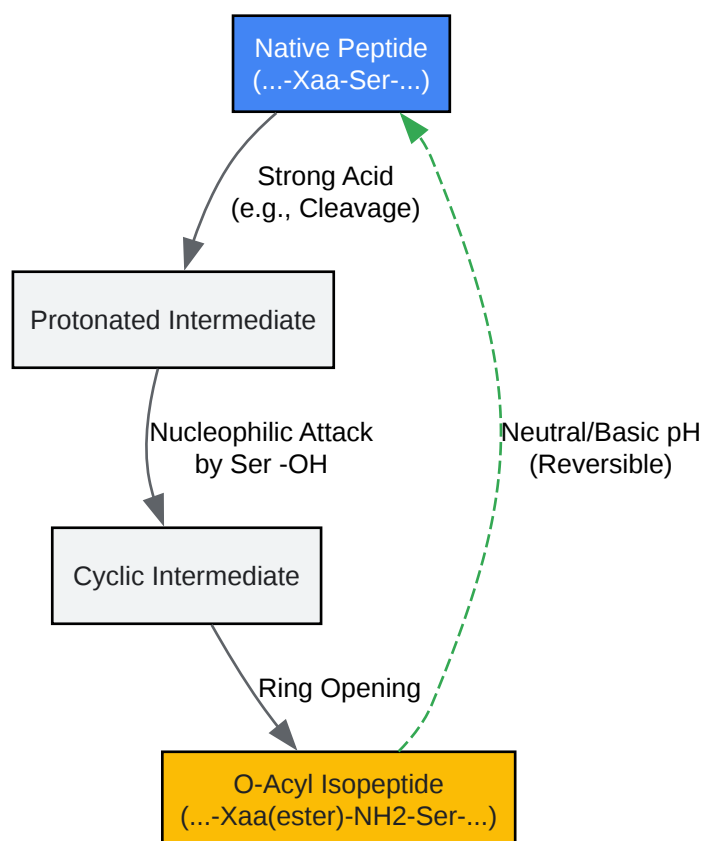 Native Peptide
(...-Xaa-Ser-...)
Strong Acid
(e.g., Cleavage)
Protonated Intermediate
Nucleophilic Attack
by Ser -OH
Neutral/Basic pH
(Reversible)
Cyclic Intermediate
Ring Opening
O-Acyl Isopeptide
(...-Xaa(ester)-NH2-Ser-...)